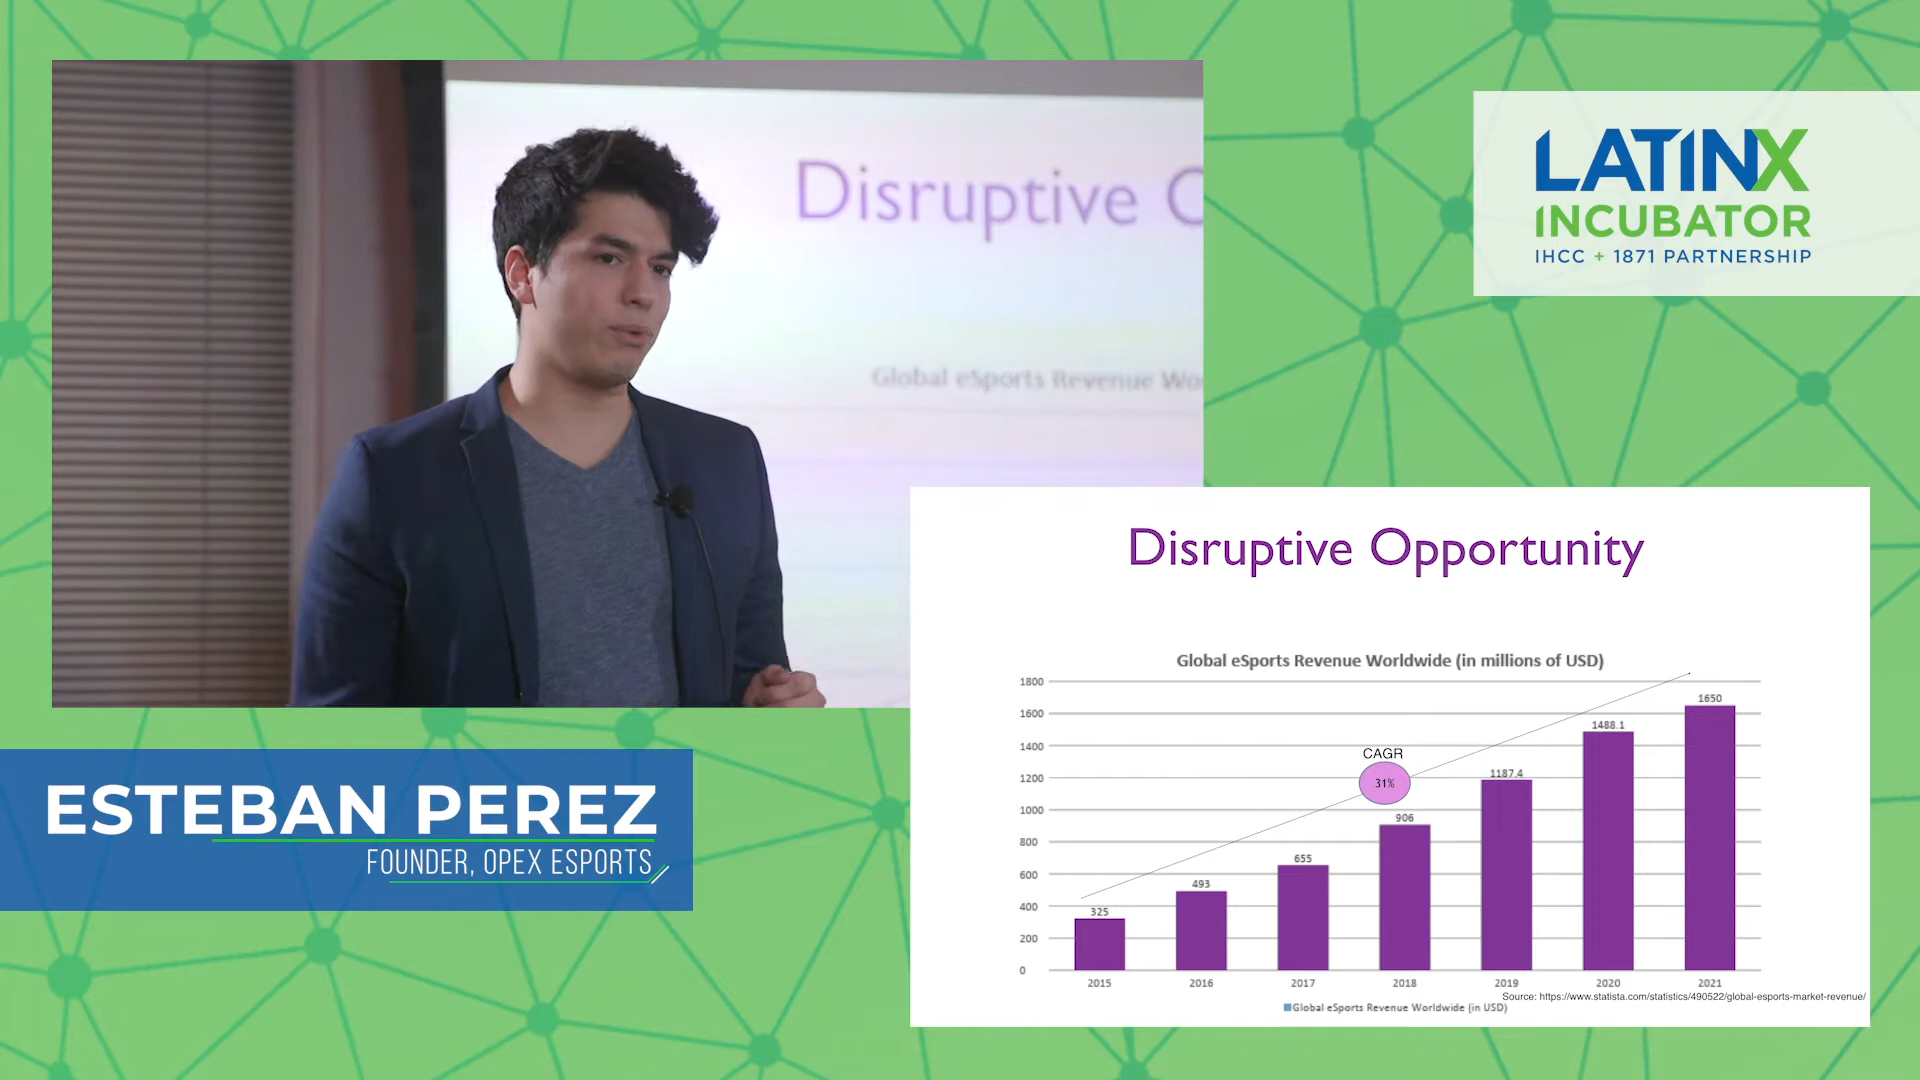 Disruptive
Global eSports Revenue
LATINX
INCUBATOR
IHCC + 1871 PARTNERSHIP
ESTEBAN PEREZ
FOUNDER, OPEX ESPORTS
Disruptive Opportunity
Global eSports Revenue Worldwide (in millions of USD)
1800
1600
1400
1200
1000
800
600
400
200
0
CAGR
31%
325
493
655
906
1187.4
1488.1
1650
2015 2016 2017 2018 2019 2020 2021
Source: https://www.statista.com/statistics/490522/global-esports-market-revenue/
Global eSports Revenue Worldwide (in USD)